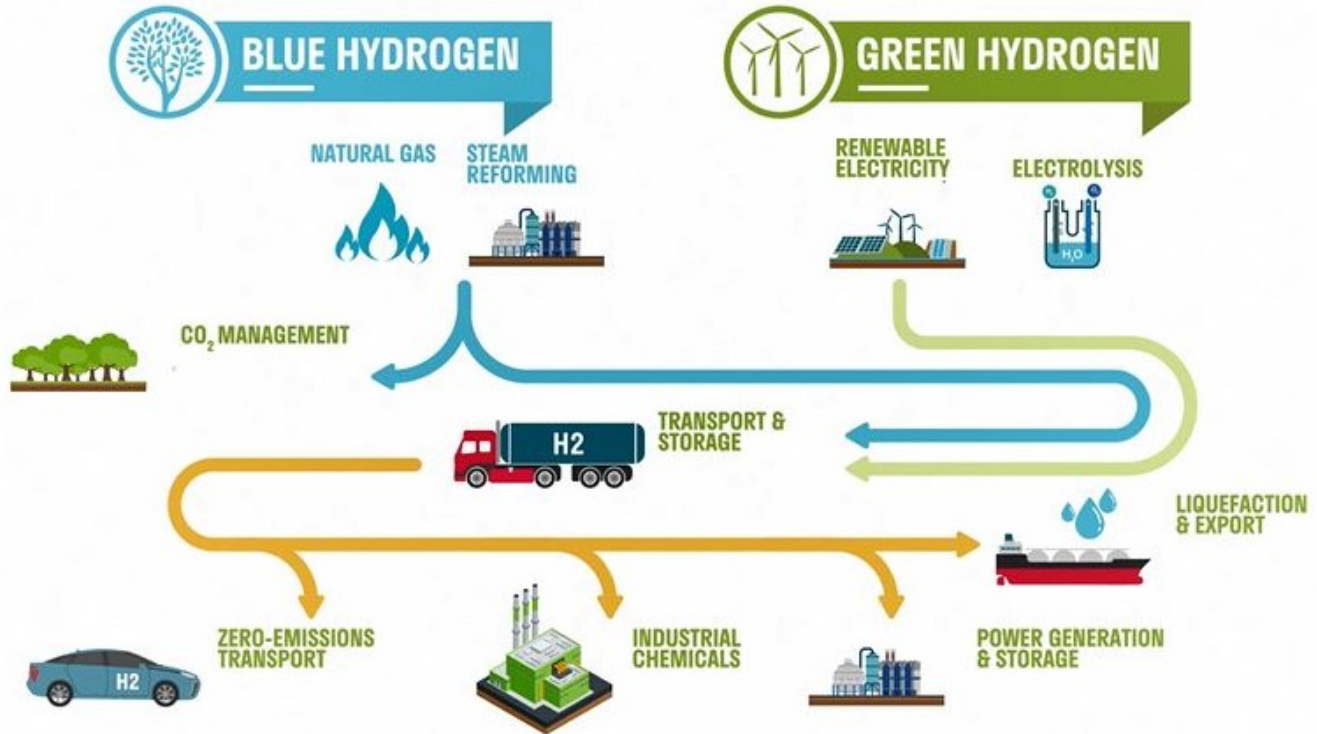 BLUE HYDROGEN
GREEN HYDROGEN
NATURAL GAS
STEAM
REFORMING
RENEWABLE
ELECTRICITY
ELECTROLYSIS
H₂O
CO₂ MANAGEMENT
H2
TRANSPORT &
STORAGE
LIQUEFACTION
& EXPORT
H2
ZERO-EMISSIONS
TRANSPORT
INDUSTRIAL
CHEMICALS
POWER GENERATION
& STORAGE